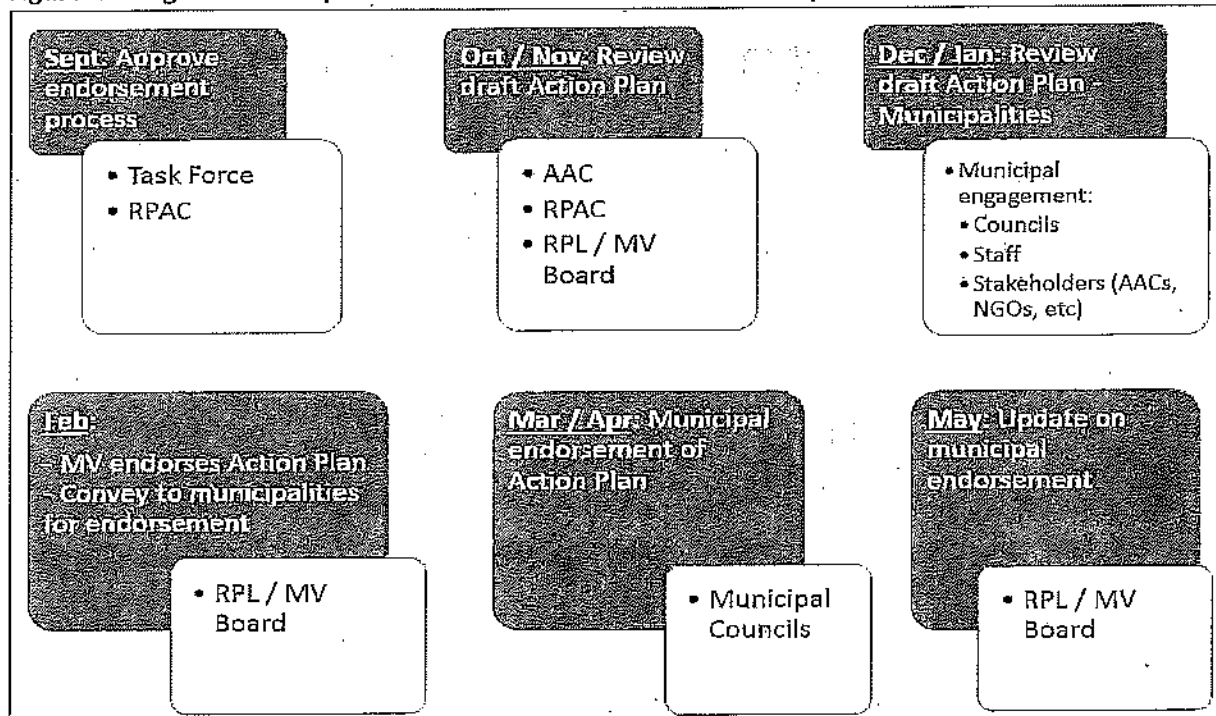 Sept: Approve
endorsement
process
• Task Force
• RPAC
Oct / Nov: Review
draft Action Plan
• AAC
• RPAC
• RPL / MV
Board
Dec / Jan: Review
draft Action Plan -
Municipalities
• Municipal
engagement:
• Councils
• Staff
• Stakeholders (AACs,
NGOs, etc)
Feb:
- MV endorses Action Plan
- Convey to municipalities
for endorsement
• RPL / MV
Board
Mar / Apr: Municipal
endorsement of
Action Plan
• Municipal
Councils
May: Update on
municipal
endorsement
• RPL / MV
Board